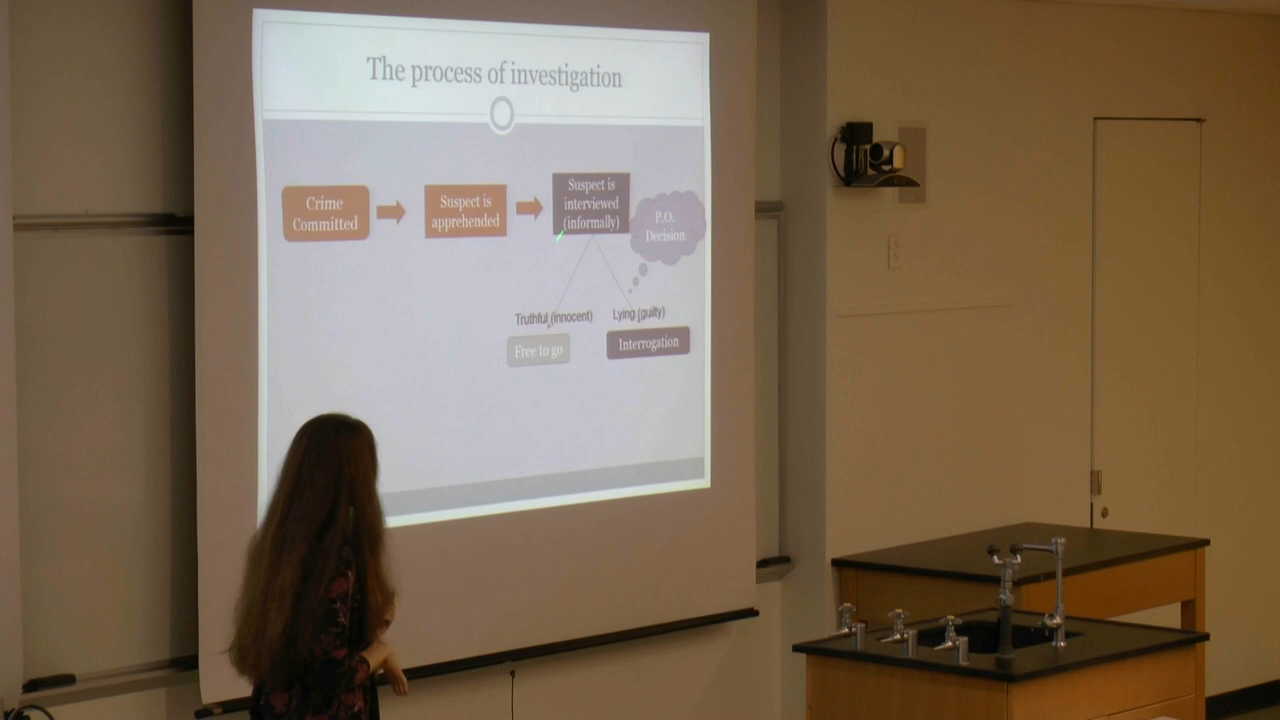 The process of investigation
Crime
Committed
Suspect is
apprehended
Suspect is
interviewed
(informally)
P.O.
Decision
Truthful (innocent)
Lying (guilty)
Free to go
Interrogation